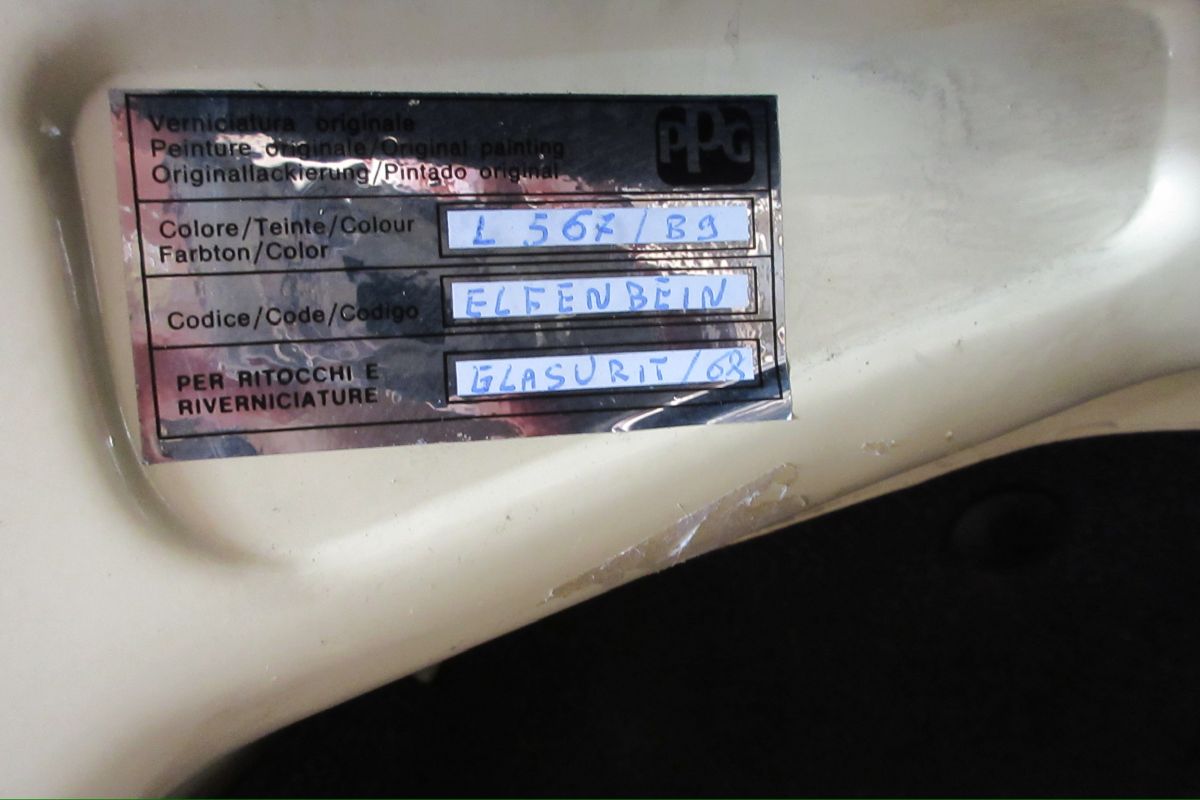 Verniciatura originale
Peinture originale/Original painting
Originallackierung/Pintado original
PPG
Colore/Teinte/Colour
Farbton/Color
L 567/B9
Codice/Code/Codigo
ELFENBEIN
PER RITOCCHI E
RIVERNICIATURE
GLASURIT/68